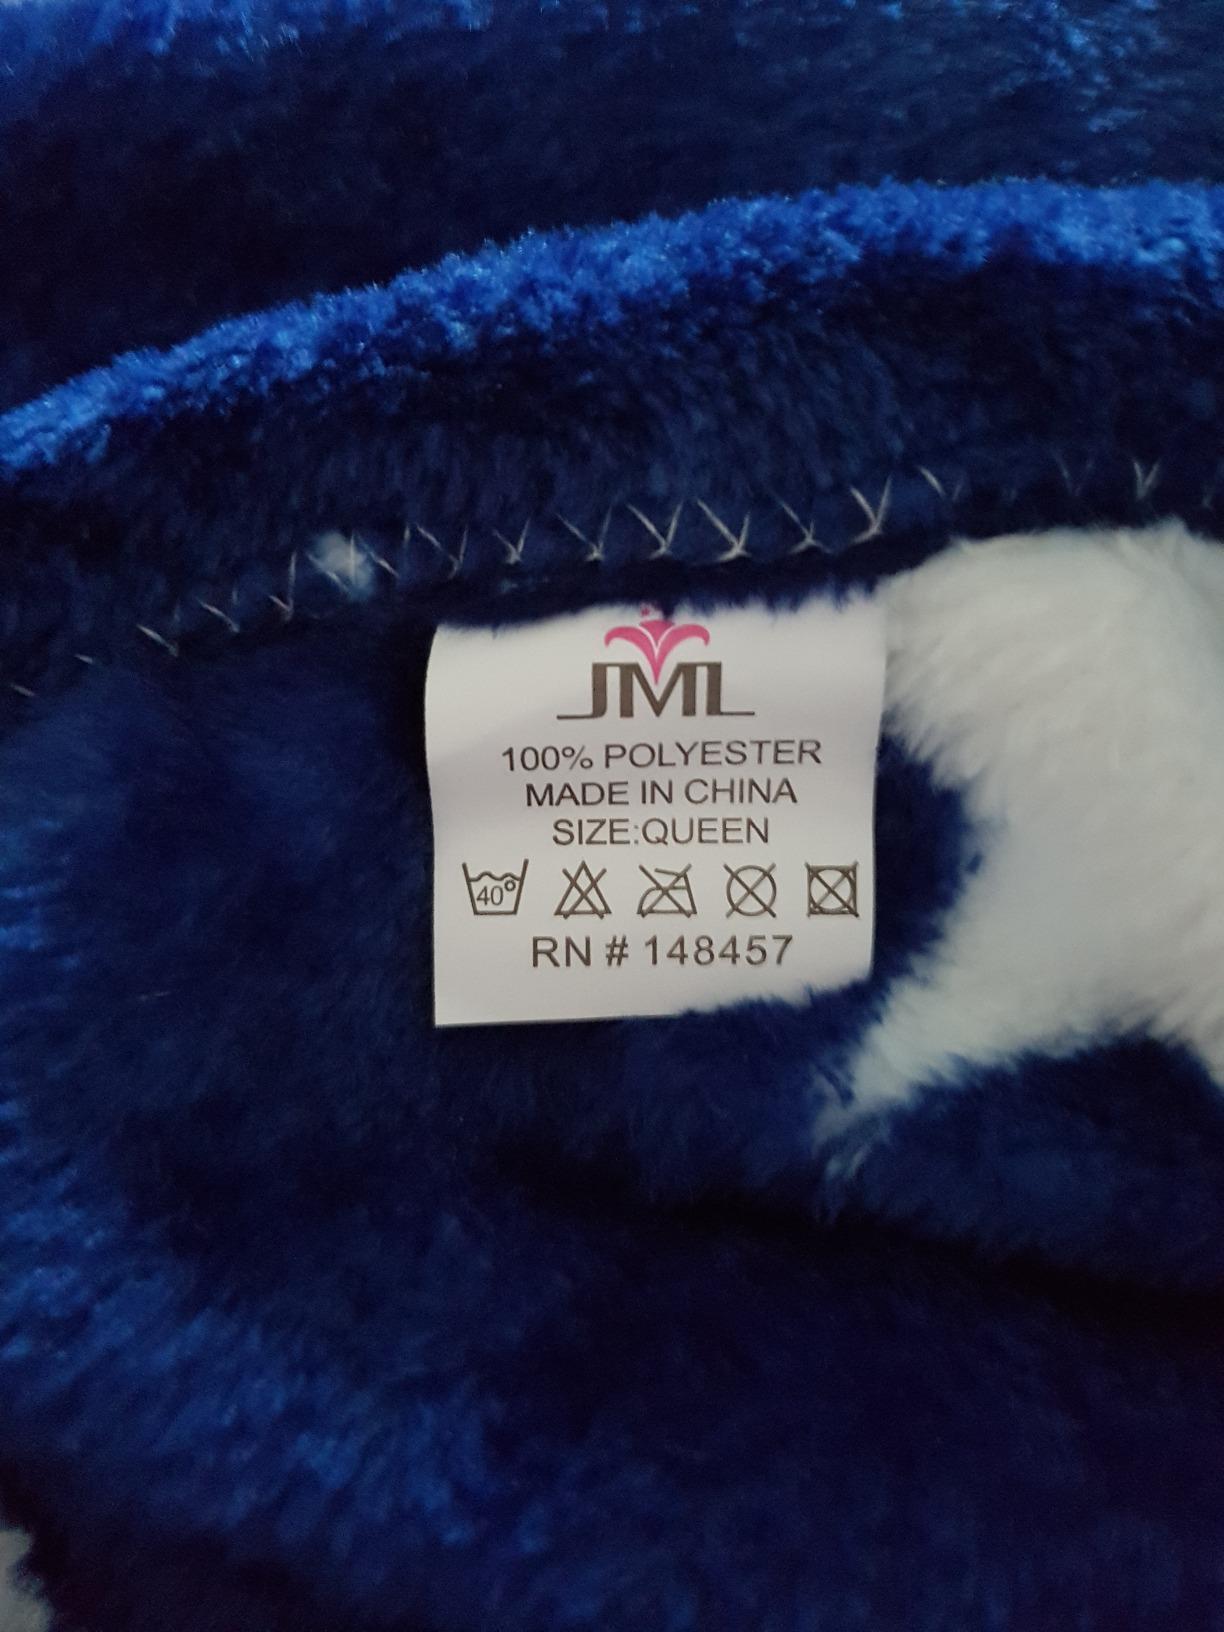 JML
100% POLYESTER
MADE IN CHINA
SIZE:QUEEN
40°
RN # 148457